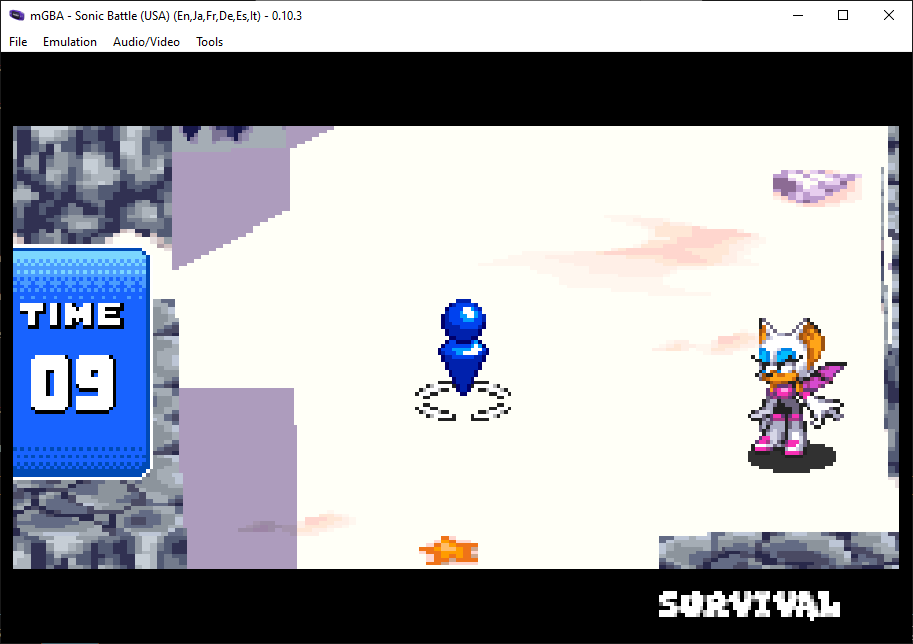 mGBA - Sonic Battle (USA) (En,Ja,Fr,De,Es,It) - 0.10.3
File Emulation Audio/Video Tools
TIME
09
SURVIVAL